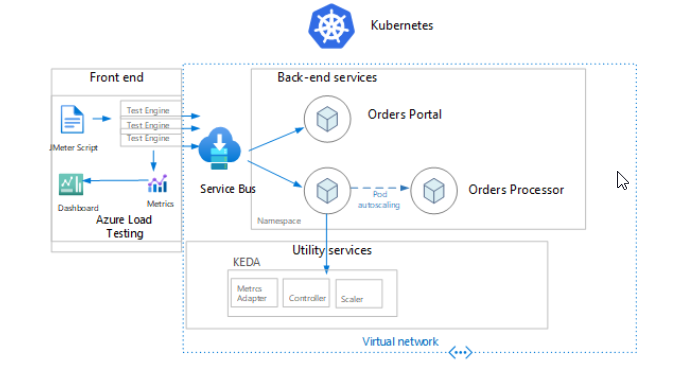 Kubernetes
Front end
Back-end services
Test Engine
Test Engine
Test Engine
JMeter Script
Orders Portal
Service Bus
Orders Processor
Pod
autoscaling
Metrics
Dashboard
Azure Load
Testing
Namespace
Utility services
KEDA
Metrcs
Adapter
Controller
Scaler
Virtual network